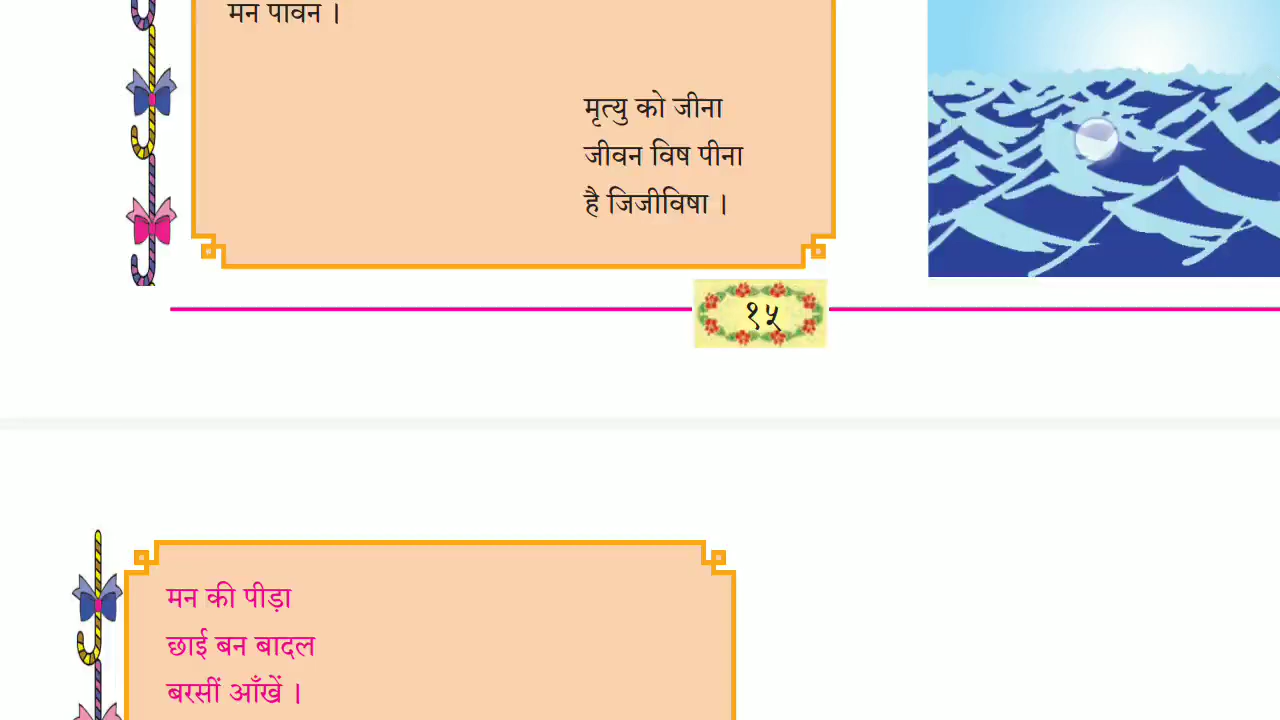 मन पावन ।
मृत्यु को जीना
जीवन विष पीना
है जिजीविषा ।
१५
मन की पीड़ा
छाई बन बादल
बरसीं आँखें ।